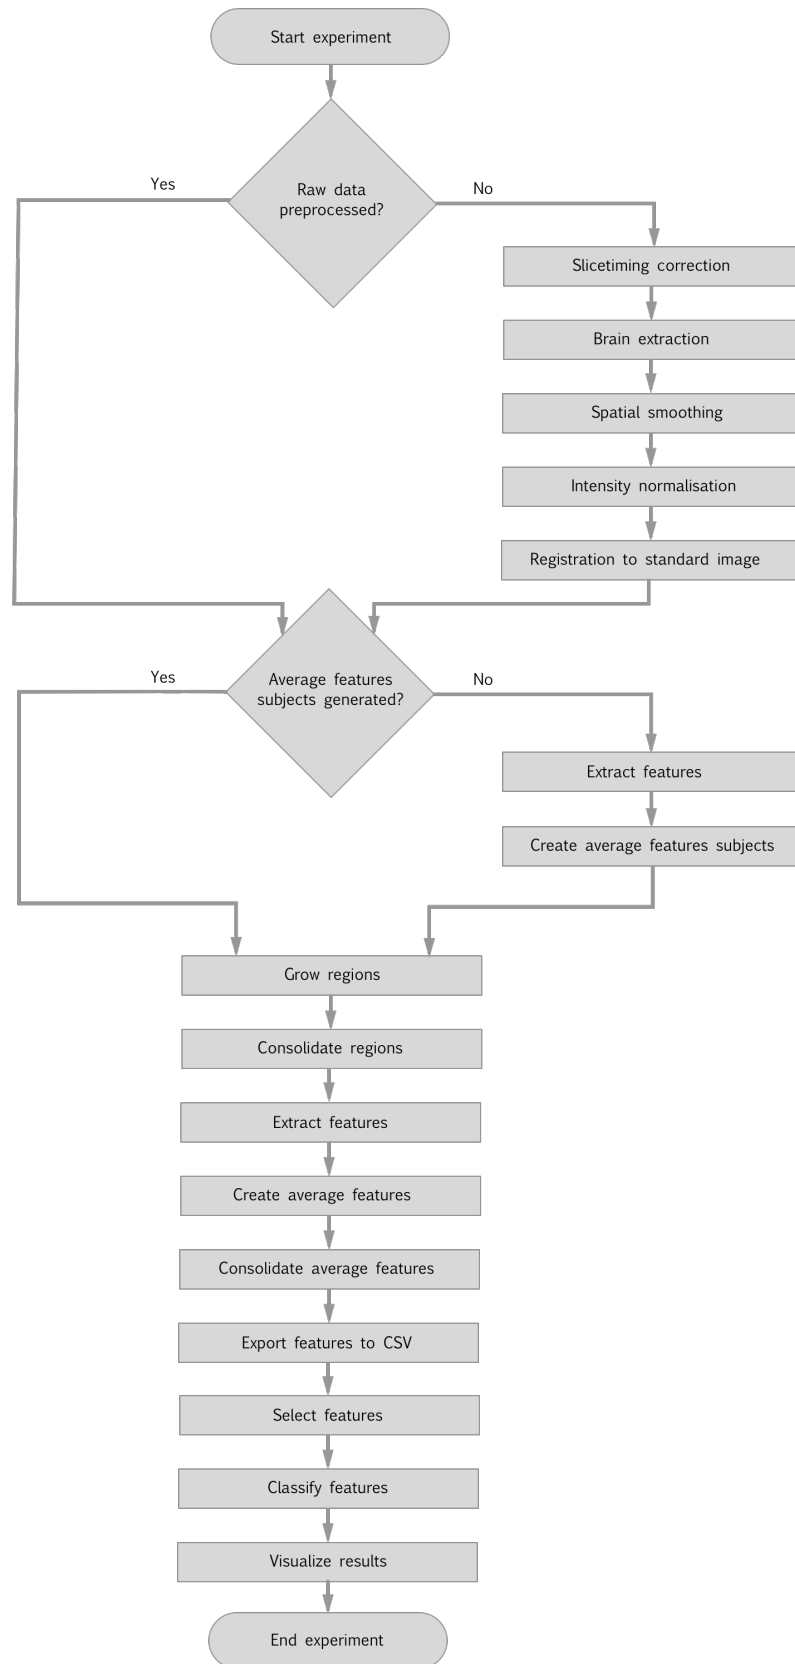 Start experiment
Raw data
preprocessed?
Yes
No
Slicetiming correction
Brain extraction
Spatial smoothing
Intensity normalisation
Registration to standard image
Average features
subjects generated?
Yes
No
Extract features
Create average features subjects
Grow regions
Consolidate regions
Extract features
Create average features
Consolidate average features
Export features to CSV
Select features
Classify features
Visualize results
End experiment